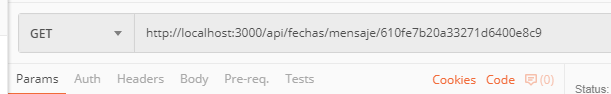 GET http://localhost:3000/api/fechas/mensaje/610fe7b20a33271d6400e8c9
Params Auth Headers Body Pre-req. Tests Cookies Code (0)
Status: